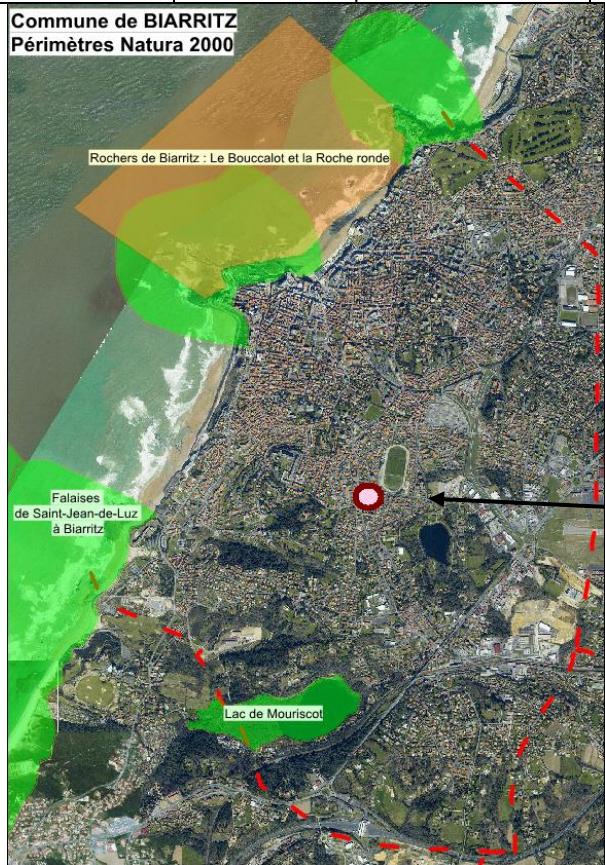 Commune de BIARRITZ
Périmètres Natura 2000
Rochers de Biarritz : Le Bouccalot et la Roche ronde
Falaises
de Saint-Jean-de-Luz
à Biarritz
Lac de Mouriscot